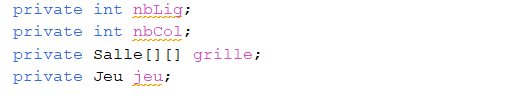 private int nbLig;
private int nbCol;
private Salle[][] grille;
private Jeu jeu;